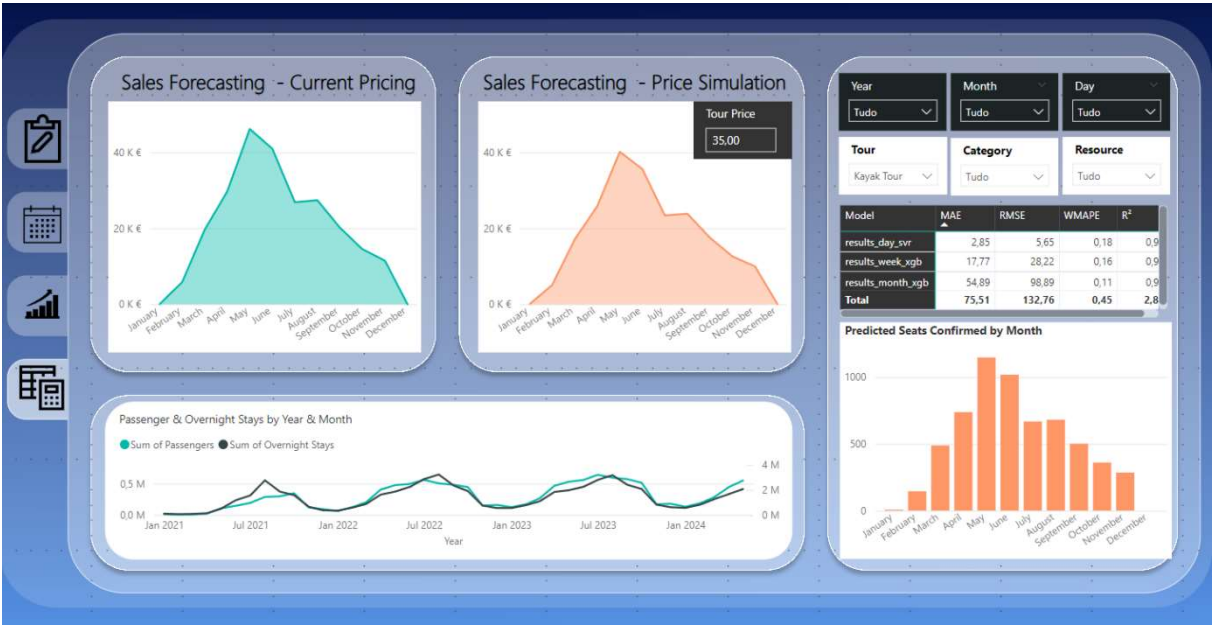 Sales Forecasting - Current Pricing
40 K €
20 K €
0 K €
January February March April May June July August September October November December
Sales Forecasting - Price Simulation
Tour Price
35,00
40 K €
20 K €
0 K €
January February March April May June July August September October November December
Year Month Day
Tudo Tudo Tudo
Tour Category Resource
Kayak Tour Tudo Tudo
Model MAE RMSE WMAPE R²
results_day_svr 2,85 5,65 0,18 0,9
results_week_xgb 17,77 28,22 0,16 0,9
results_month_xgb 54,89 98,89 0,11 0,9
Total 75,51 132,76 0,45 2,8
Predicted Seats Confirmed by Month
1000
500
0
January February March April May June July August September October November December
Passenger & Overnight Stays by Year & Month
Sum of Passengers Sum of Overnight Stays
4 M
0,5 M 2 M
0,0 M 0 M
Jan 2021 Jul 2021 Jan 2022 Jul 2022 Jan 2023 Jul 2023 Jan 2024
Year